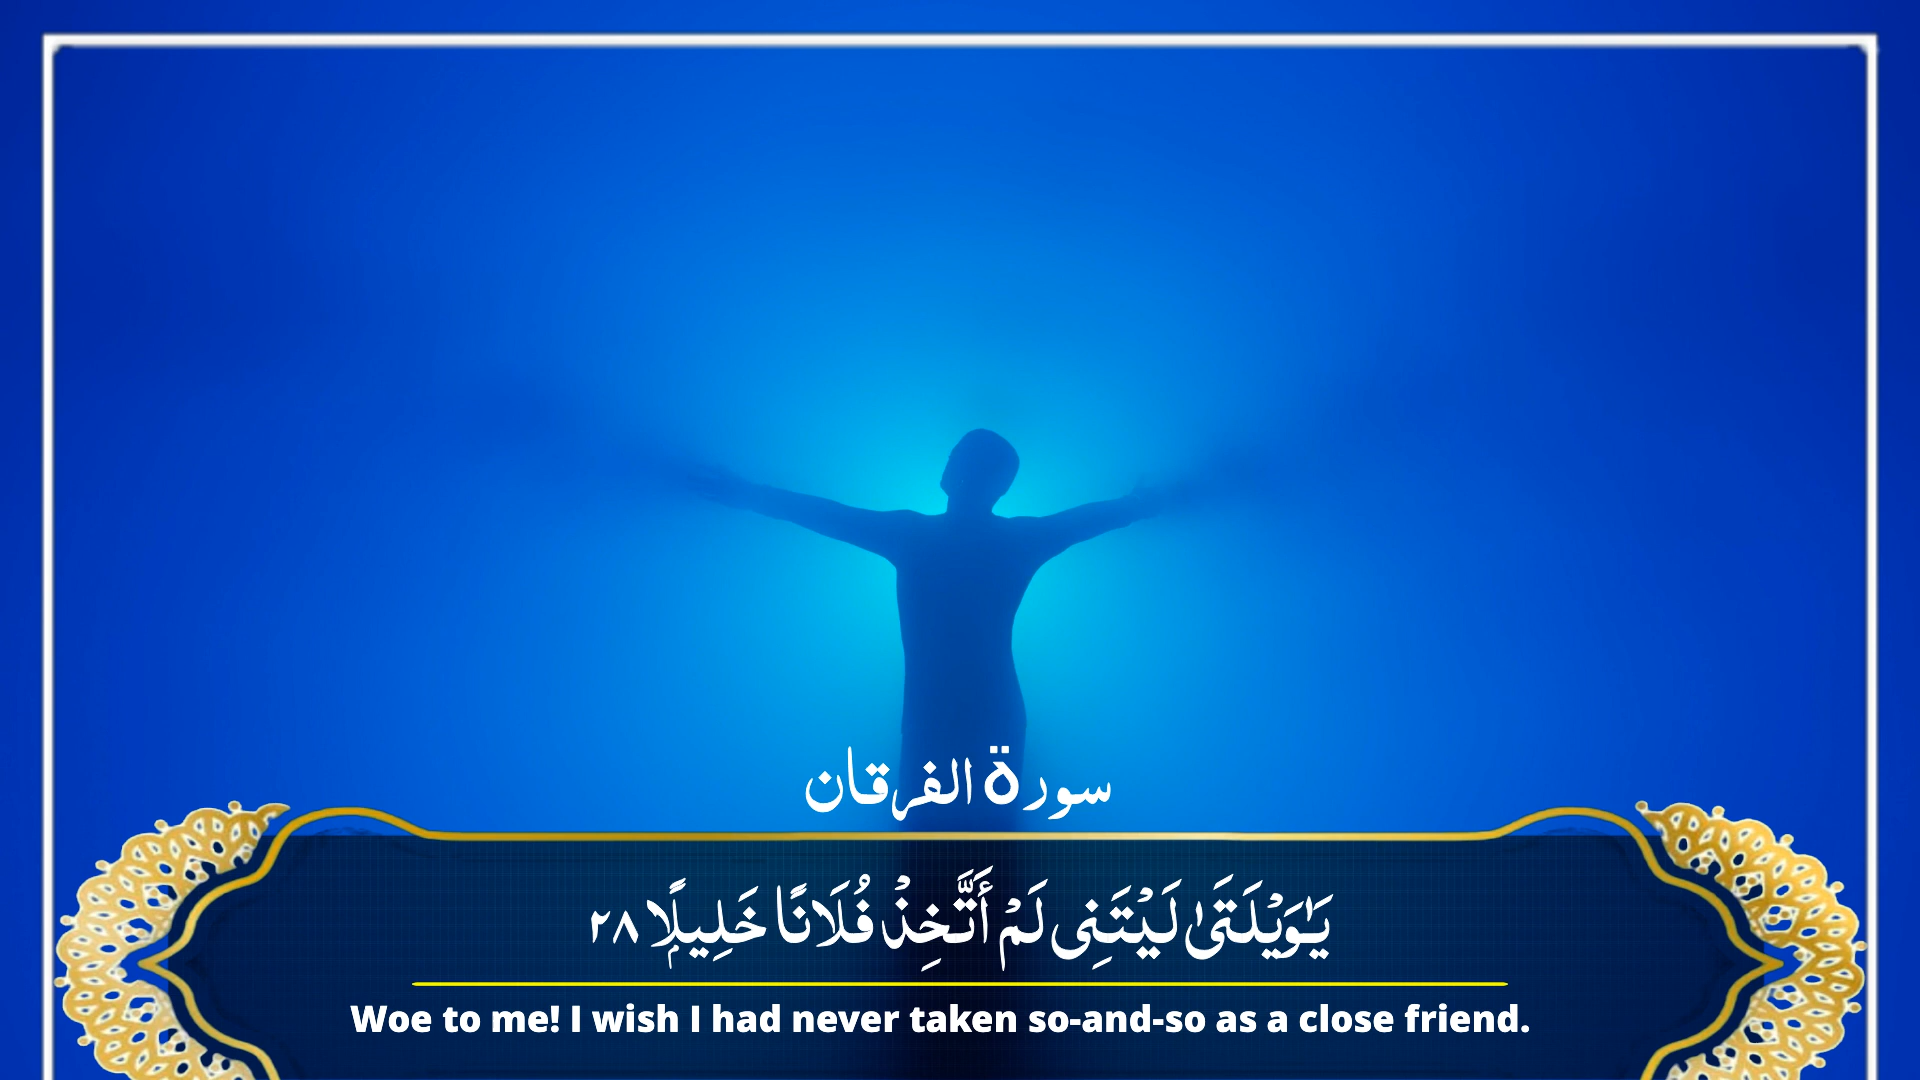 سورة الفرقان
يَـٰوَيْلَتَىٰ لَيْتَنِى لَمْ أَتَّخِذْ فُلَانًا خَلِيلًۭا ٢٨
Woe to me! I wish I had never taken so-and-so as a close friend.